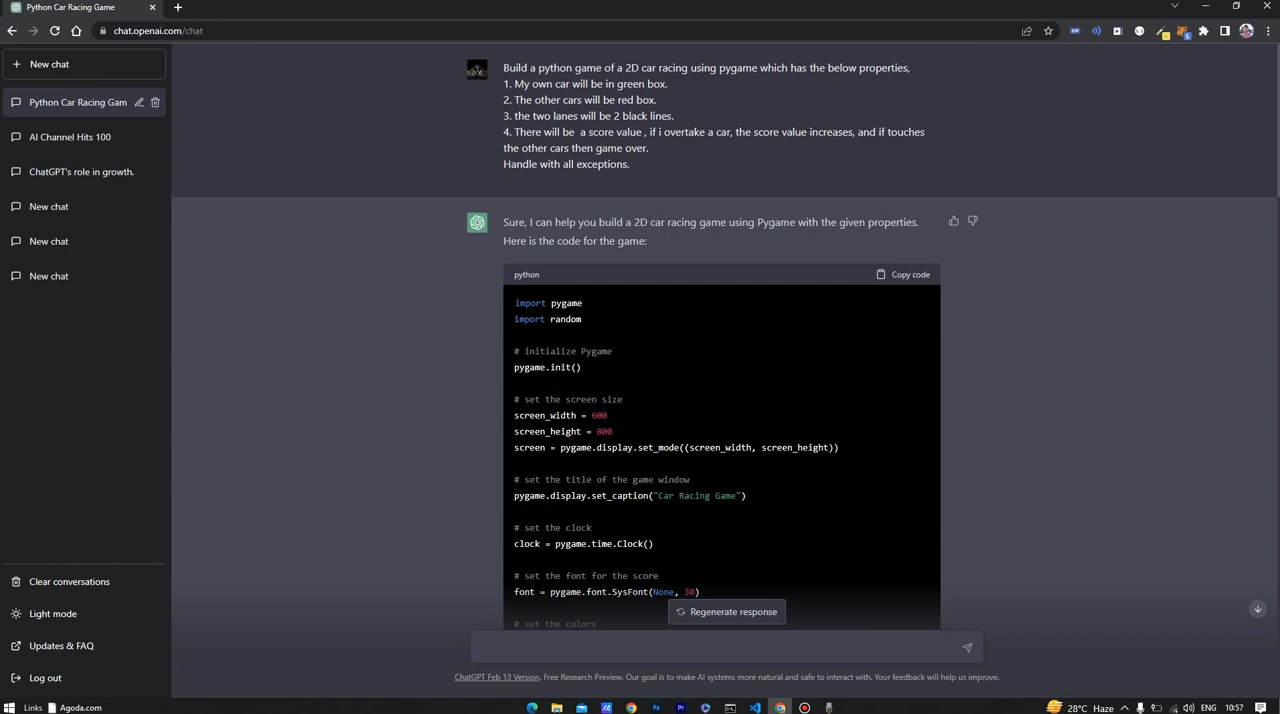 Python Car Racing Game
chat.openai.com/chat
New chat
Python Car Racing Gam
AI Channel Hits 100
ChatGPT's role in growth.
New chat
New chat
New chat
Clear conversations
Light mode
Updates & FAQ
Log out
Build a python game of a 2D car racing using pygame which has the below properties,
1. My own car will be in green box.
2. The other cars will be red box.
3. the two lanes will be 2 black lines.
4. There will be  a score value , if i overtake a car, the score value increases, and if touches
the other cars then game over.
Handle with all exceptions.
Sure, I can help you build a 2D car racing game using Pygame with the given properties.
Here is the code for the game:
python
Copy code
import pygame
import random
# initialize Pygame
pygame.init()
# set the screen size
screen_width = 600
screen_height = 800
screen = pygame.display.set_mode((screen_width, screen_height))
# set the title of the game window
pygame.display.set_caption("Car Racing Game")
# set the clock
clock = pygame.time.Clock()
# set the font for the score
font = pygame.font.SysFont(None, 30)
# set the colors
Regenerate response
ChatGPT Feb 13 Version. Free Research Preview. Our goal is to make AI systems more natural and safe to interact with. Your feedback will help us improve.
Links
Agoda.com
28°C Haze
ENG
10:57